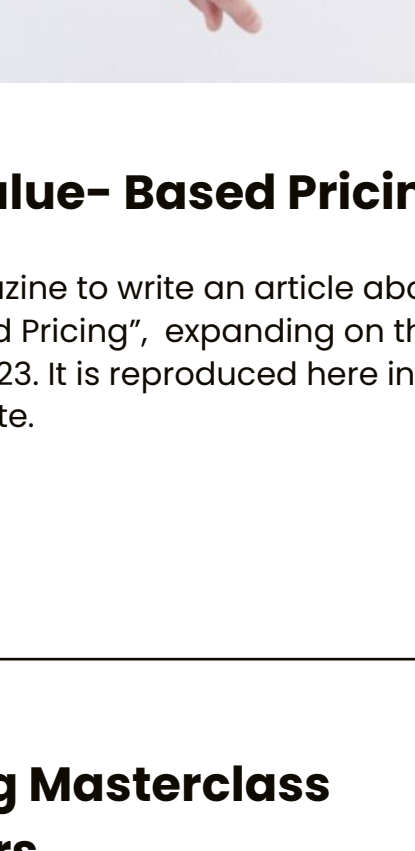 alue- Based Pricin
azine to write an article abo
d Pricing”,  expanding on th
23. It is reproduced here in
te.
g Masterclass
rs